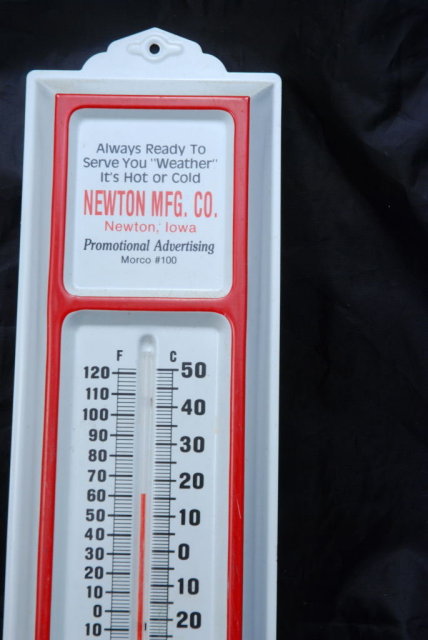 Always Ready To
Serve You "Weather"
It's Hot or Cold
NEWTON MFG. CO.
Newton, Iowa
Promotional Advertising
Morco #100
F C
120 50
110
100 40
90
80 30
70
60 20
50 10
40
30 0
20
10 10
0
10 20